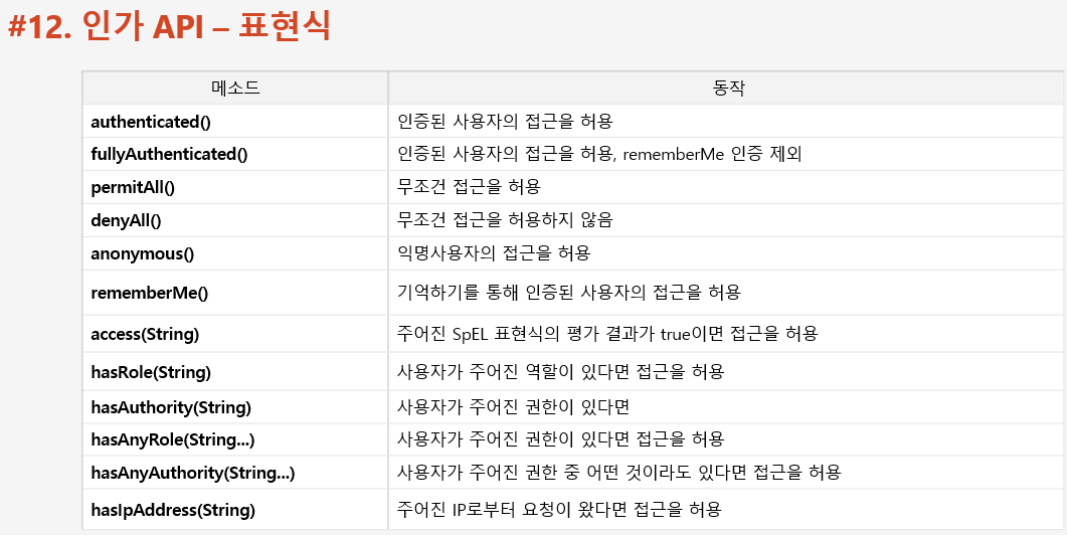 #12. 인가 API – 표현식
메소드 동작
authenticated() 인증된 사용자의 접근을 허용
fullyAuthenticated() 인증된 사용자의 접근을 허용, rememberMe 인증 제외
permitAll() 무조건 접근을 허용
denyAll() 무조건 접근을 허용하지 않음
anonymous() 익명사용자의 접근을 허용
rememberMe() 기억하기를 통해 인증된 사용자의 접근을 허용
access(String) 주어진 SpEL 표현식의 평가 결과가 true이면 접근을 허용
hasRole(String) 사용자가 주어진 역할이 있다면 접근을 허용
hasAuthority(String) 사용자가 주어진 권한이 있다면
hasAnyRole(String...) 사용자가 주어진 권한이 있다면 접근을 허용
hasAnyAuthority(String...) 사용자가 주어진 권한 중 어떤 것이라도 있다면 접근을 허용
hasIpAddress(String) 주어진 IP로부터 요청이 왔다면 접근을 허용